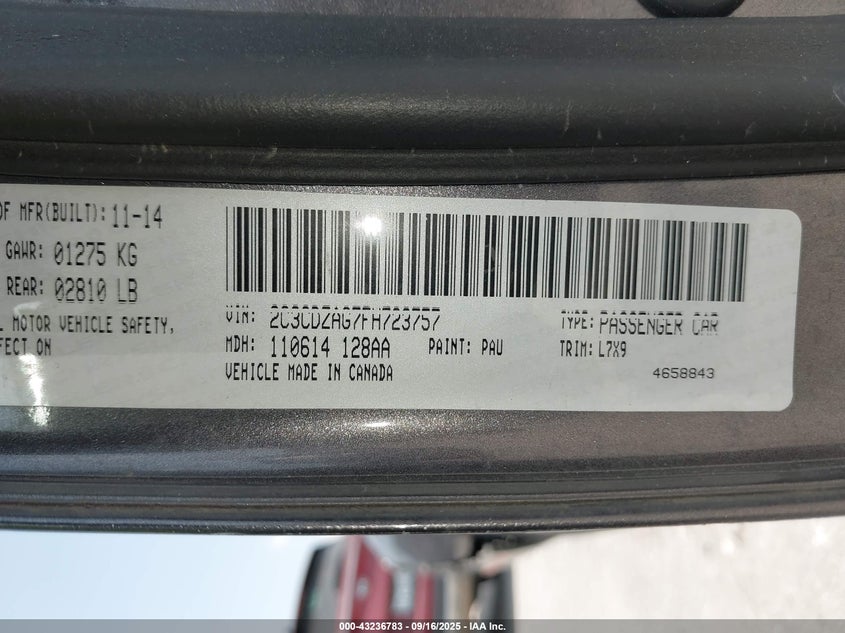 OF MFR(BUILT): 11-14
GAWR: 01275 KG
REAR: 02810 LB
MOTOR VEHICLE SAFETY,
EFFECT ON
VIN: 2C3CDZAG7FH723757
TYPE: PASSENGER CAR
MDH: 110614 128AA
PAINT: PAU
TRIM: L7X9
VEHICLE MADE IN CANADA
4658843
000-43236783 - 09/16/2025 - IAA Inc.